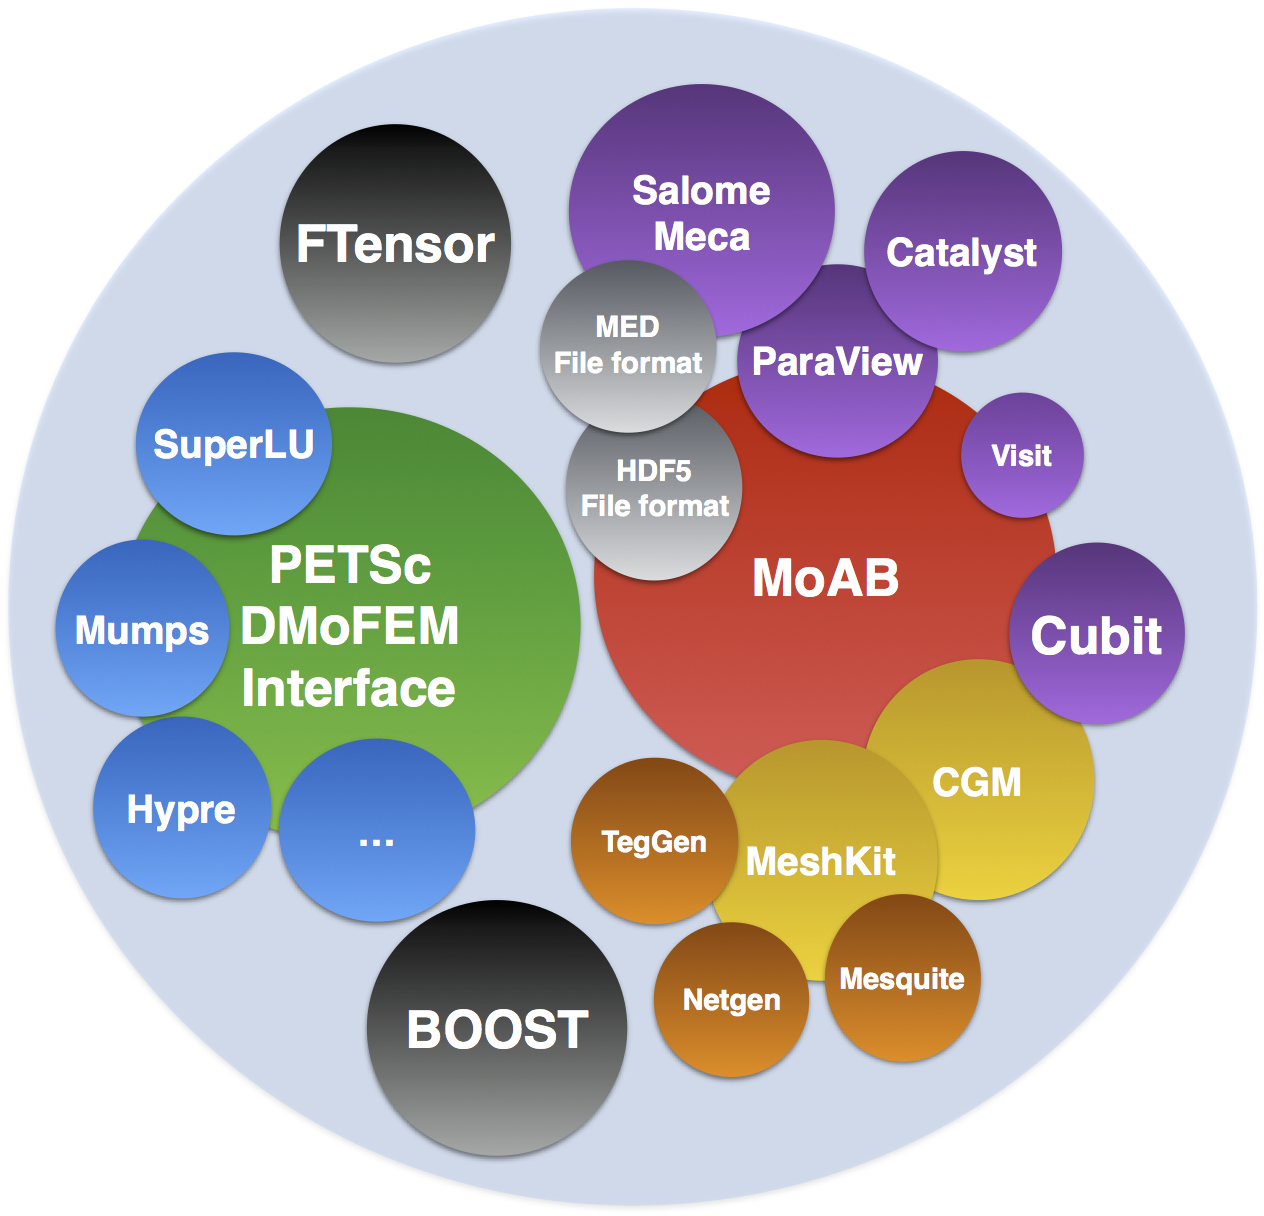 Salome
Meca
FTensor
Catalyst
MED
File format
ParaView
SuperLU
Visit
HDF5
File format
PETSc
DMoFEM
Interface
MoAB
Mumps
Cubit
Hypre
...
CGM
TegGen
MeshKit
Netgen
Mesquite
BOOST